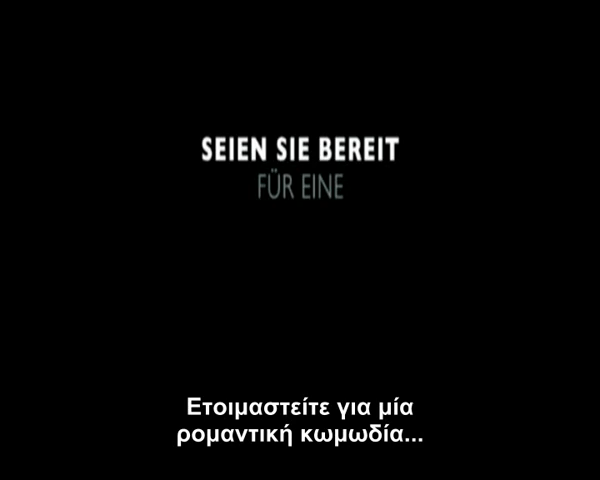 SEIEN SIE BEREIT
FÜR EINE
Ετοιμαστείτε για μία
ρομαντική κωμωδία...